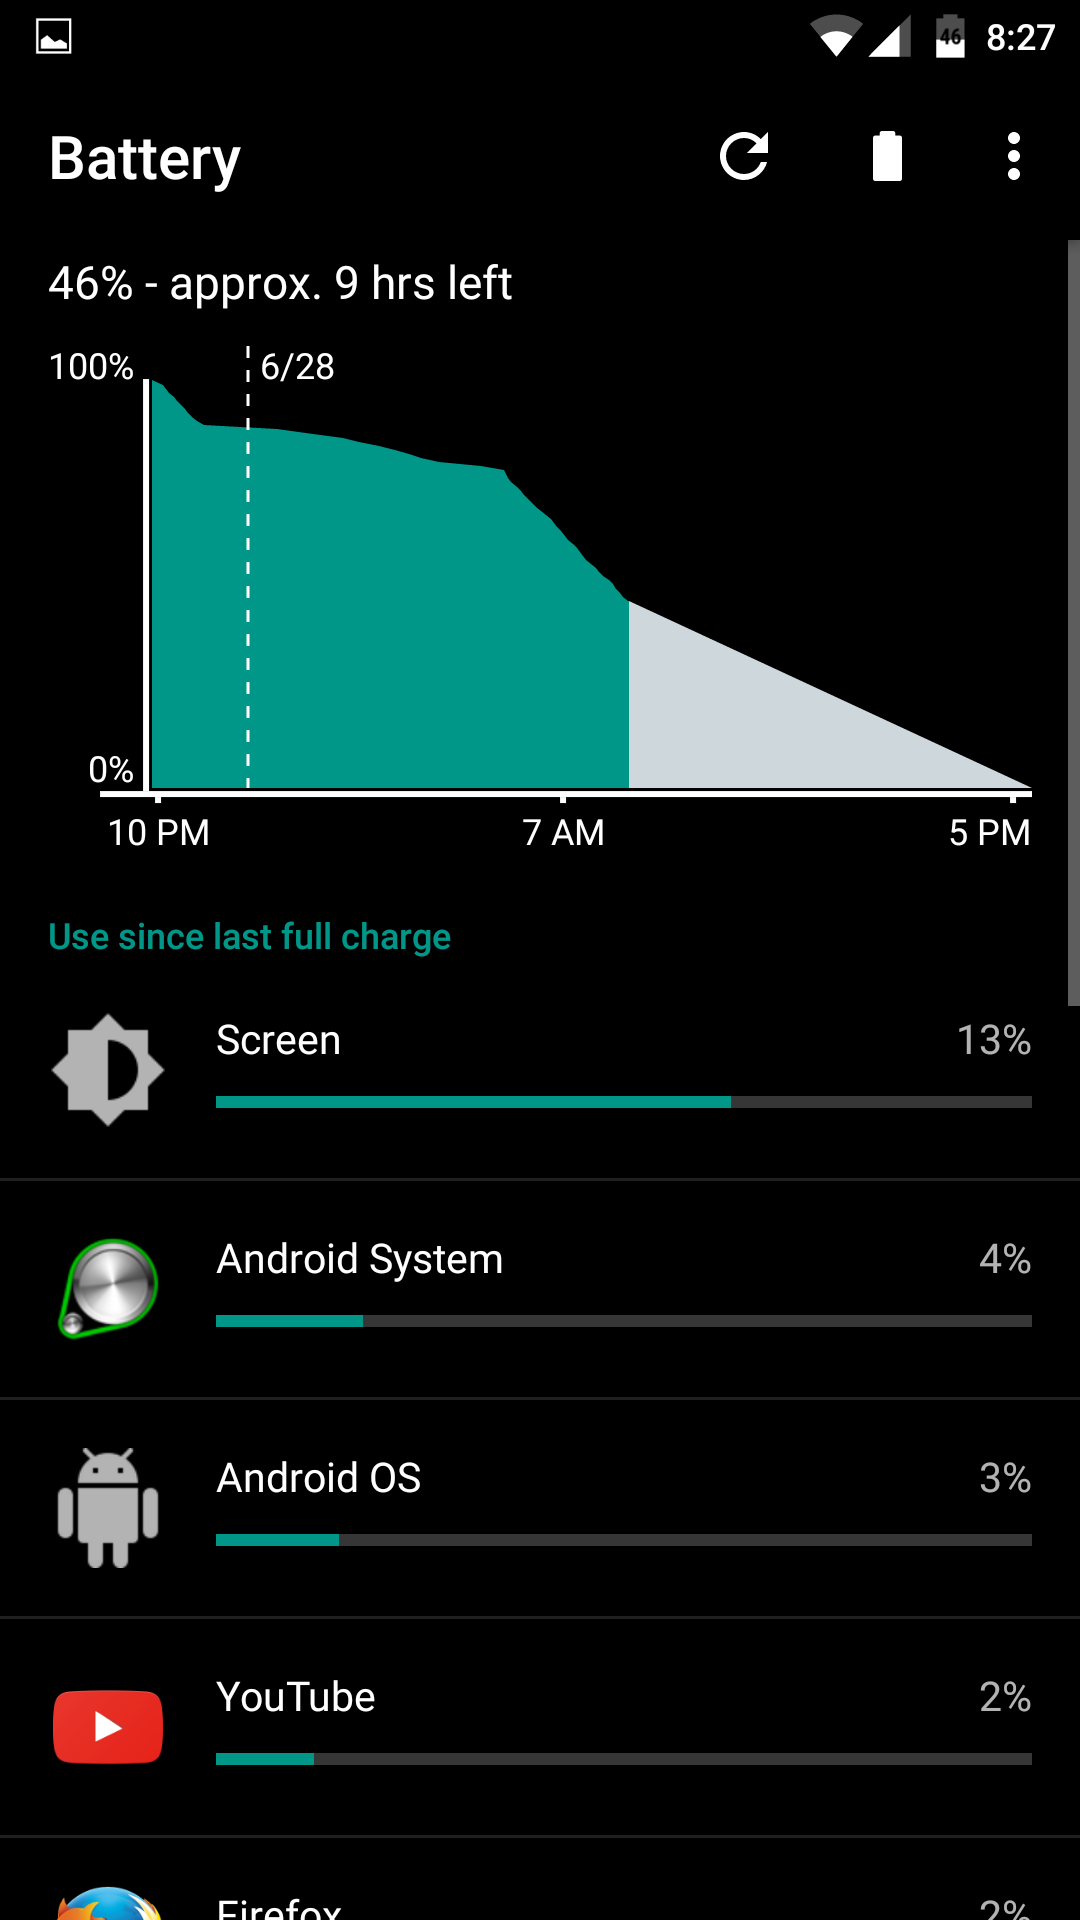 46 8:27
Battery
46% - approx. 9 hrs left
100% 6/28
0%
10 PM 7 AM 5 PM
Use since last full charge
Screen 13%
Android System 4%
Android OS 3%
YouTube 2%
Firefox 2%